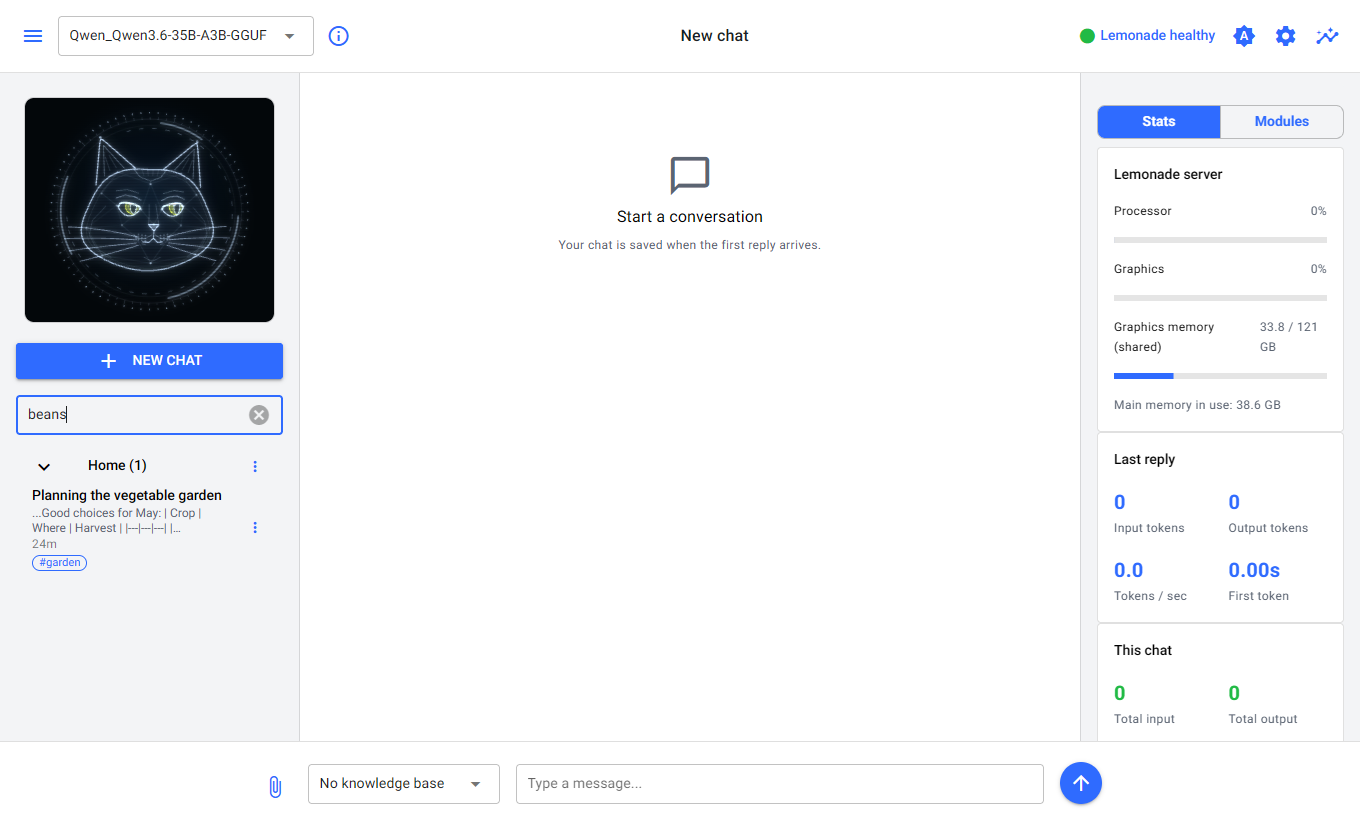 Qwen_Qwen3.6-35B-A3B-GGUF
New chat
Lemonade healthy
A
NEW CHAT
beans
Home (1)
Planning the vegetable garden
...Good choices for May: | Crop |
Where | Harvest | |---|---|---| |...
24m
#garden
Start a conversation
Your chat is saved when the first reply arrives.
Stats
Modules
Lemonade server
Processor 0%
Graphics 0%
Graphics memory 33.8 / 121
(shared) GB
Main memory in use: 38.6 GB
Last reply
0 0
Input tokens Output tokens
0.0 0.00s
Tokens / sec First token
This chat
0 0
Total input Total output
No knowledge base
Type a message...